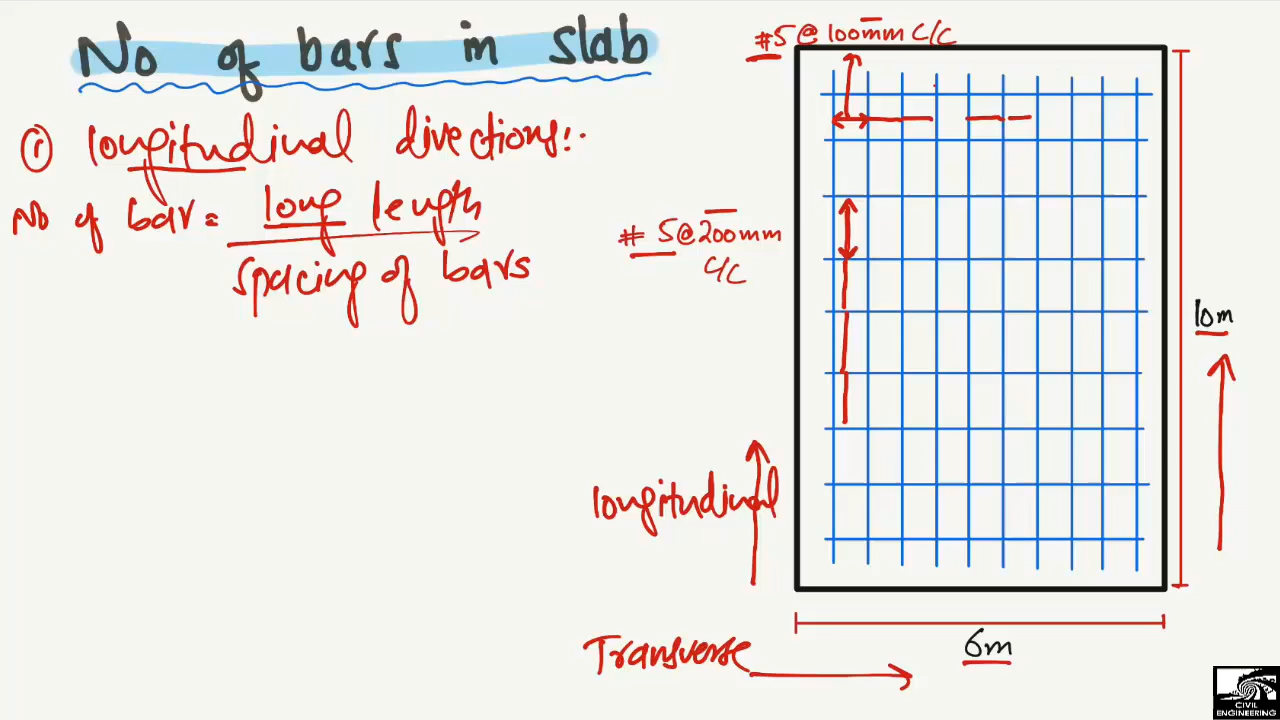 No of bars in slab
① longitudinal directions:-
No of bar = long length
spacing of bars
#5@ 100mm C/C
# 5@200mm
C/C
10m
longitudinal
Transverse
6m
CIVIL
ENGINEERING